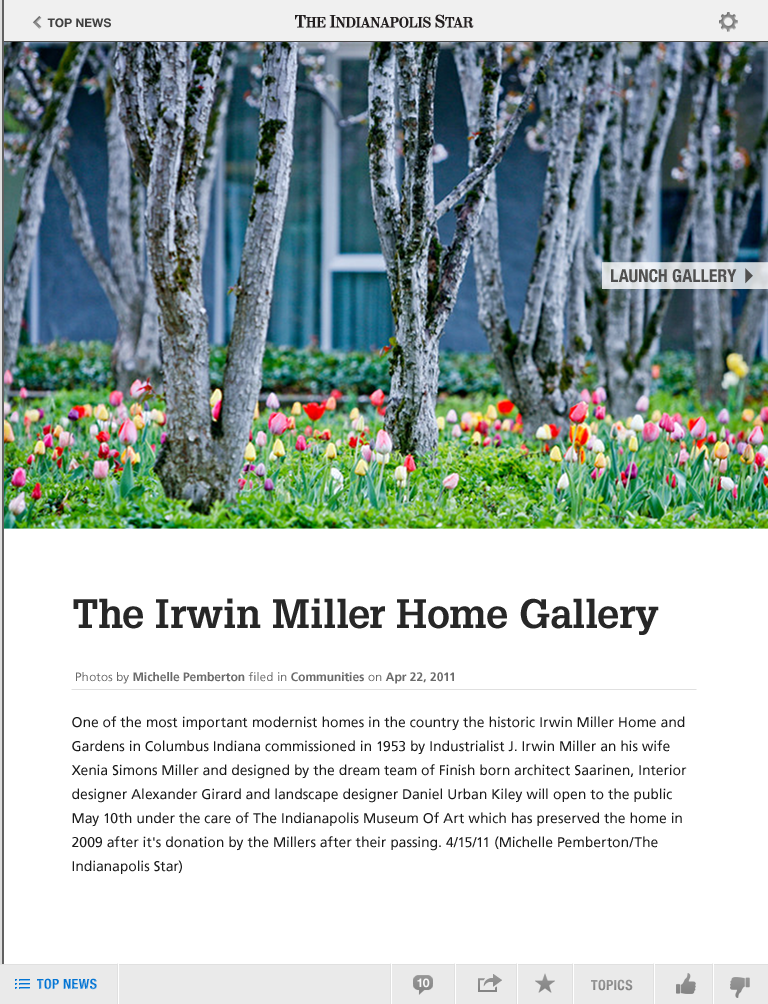 TOP NEWS
THE INDIANAPOLIS STAR
LAUNCH GALLERY
The Irwin Miller Home Gallery
Photos by Michelle Pemberton filed in Communities on Apr 22, 2011
One of the most important modernist homes in the country the historic Irwin Miller Home and
Gardens in Columbus Indiana commissioned in 1953 by Industrialist J. Irwin Miller an his wife
Xenia Simons Miller and designed by the dream team of Finish born architect Saarinen, Interior
designer Alexander Girard and landscape designer Daniel Urban Kiley will open to the public
May 10th under the care of The Indianapolis Museum Of Art which has preserved the home in
2009 after it's donation by the Millers after their passing. 4/15/11 (Michelle Pemberton/The
Indianapolis Star)
TOP NEWS
10
TOPICS